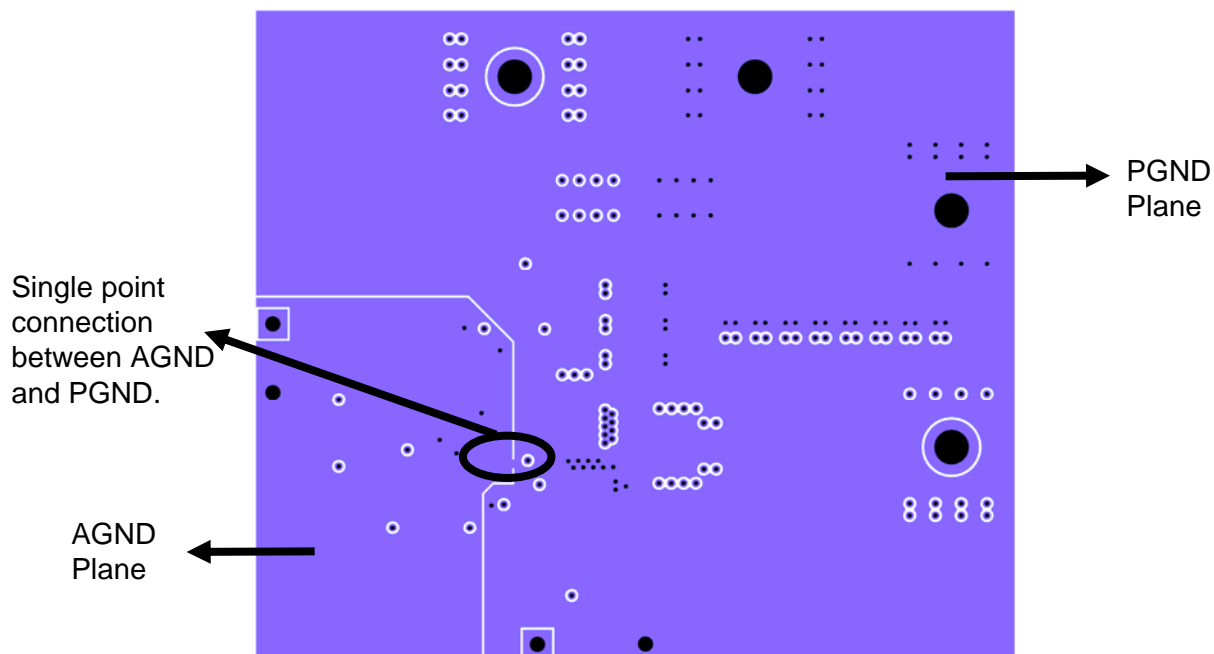 PGND
Plane
Single point
connection
between AGND
and PGND.
AGND
Plane